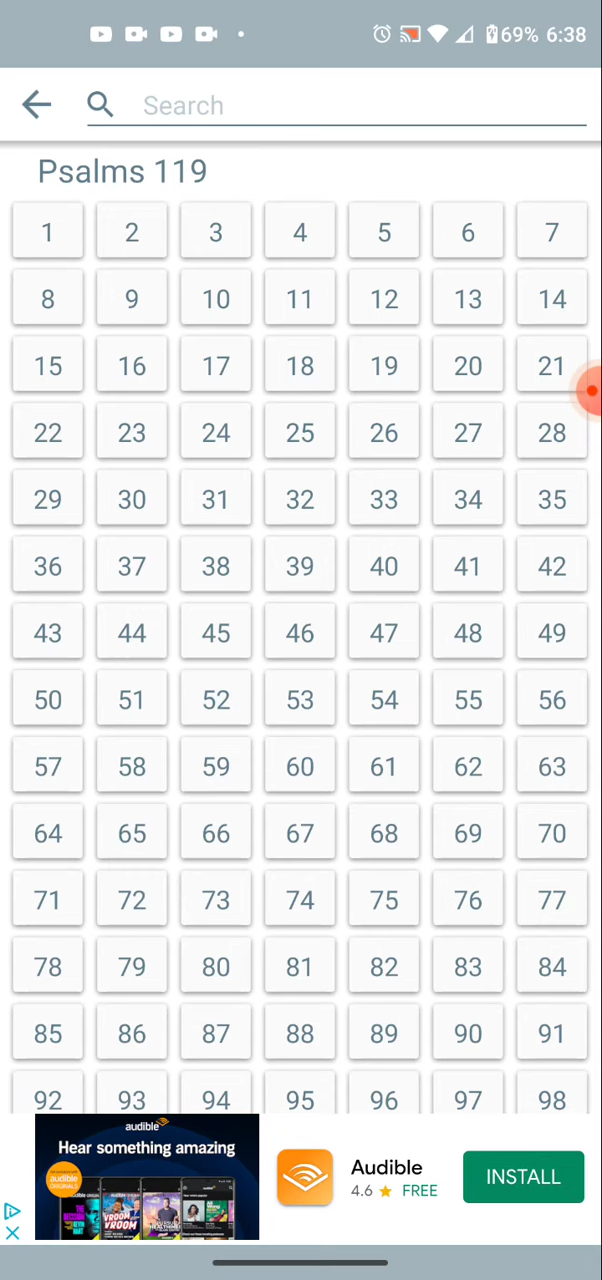 69% 6:38
Search
Psalms 119
1 2 3 4 5 6 7
8 9 10 11 12 13 14
15 16 17 18 19 20 21
22 23 24 25 26 27 28
29 30 31 32 33 34 35
36 37 38 39 40 41 42
43 44 45 46 47 48 49
50 51 52 53 54 55 56
57 58 59 60 61 62 63
64 65 66 67 68 69 70
71 72 73 74 75 76 77
78 79 80 81 82 83 84
85 86 87 88 89 90 91
92 93 94 95 96 97 98
audible
Hear something amazing
audible
ORIGINALS
VROOM
VROOM
Audible
4.6 ★ FREE
INSTALL